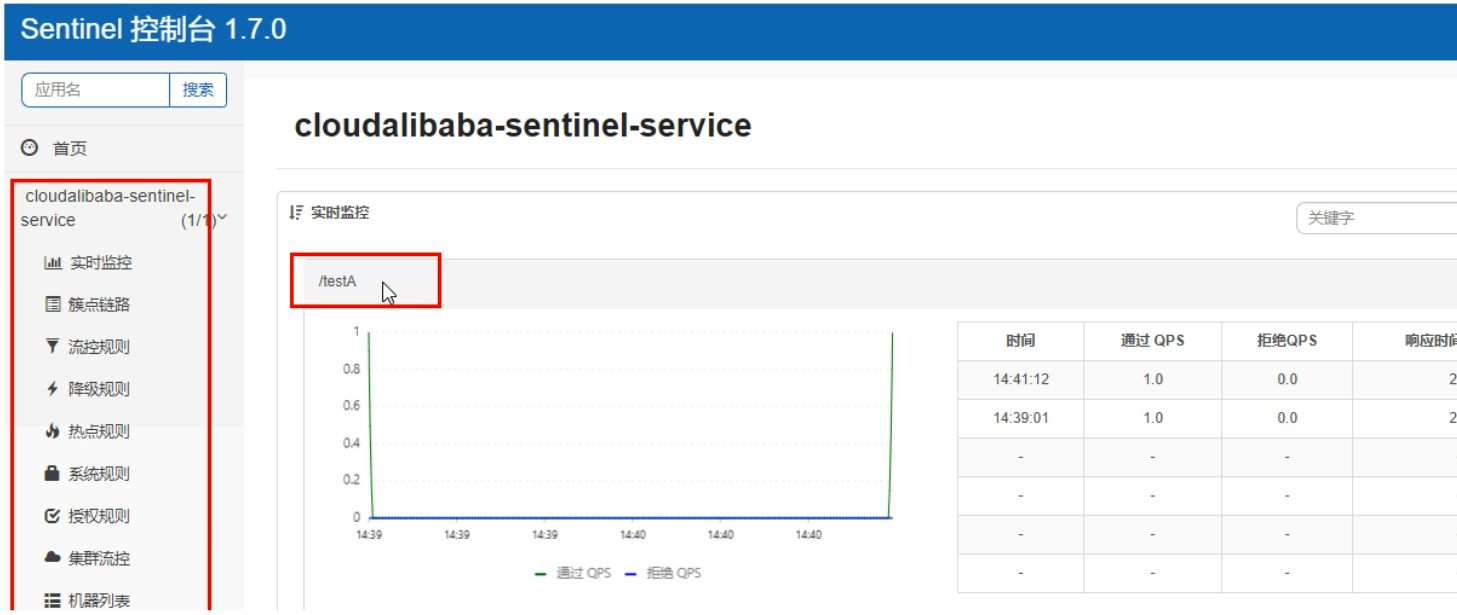 Sentinel 控制台 1.7.0
应用名 搜索
首页
cloudalibaba-sentinel-
service (1/1)
实时监控
簇点链路
流控规则
降级规则
热点规则
系统规则
授权规则
集群流控
机器列表
cloudalibaba-sentinel-service
实时监控 关键字
/testA
1
0.8
0.6
0.4
0.2
0
14:39 14:39 14:39 14:40 14:40 14:40
通过 QPS 拒绝 QPS
时间 通过 QPS 拒绝QPS 响应时间
14:41:12 1.0 0.0 2
14:39:01 1.0 0.0 2
- - -
- - -
- - -
- - -